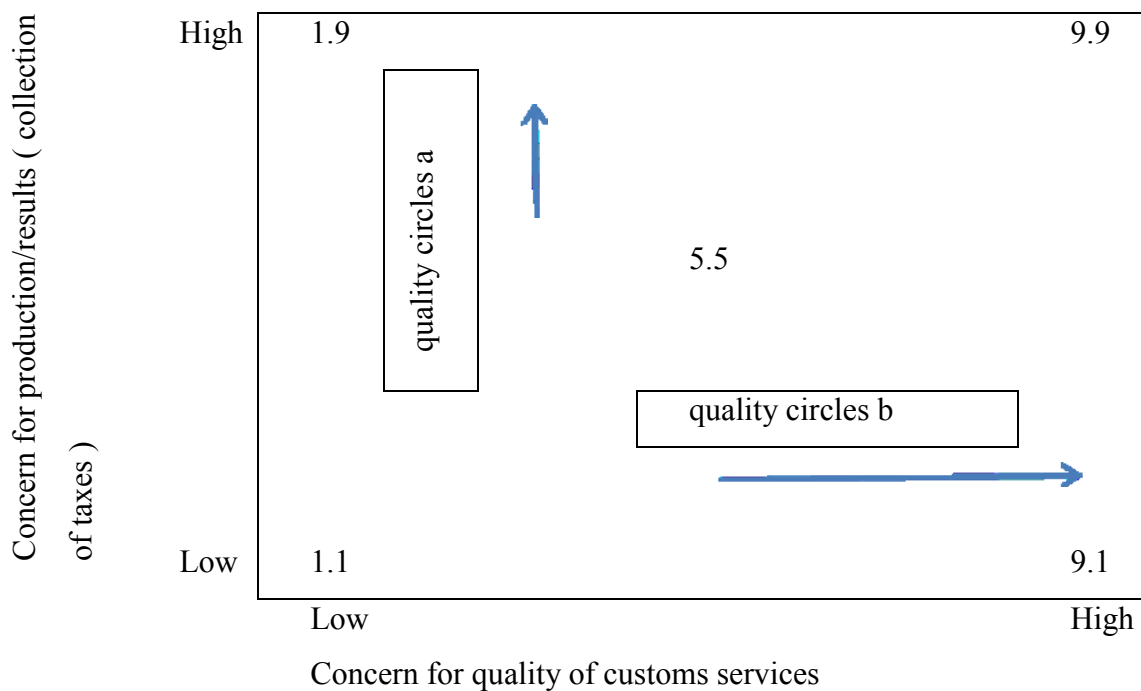 Concern for production/results ( collection
of taxes )
High
1.9
9.9
quality circles a
5.5
quality circles b
Low
1.1
9.1
Low
High
Concern for quality of customs services